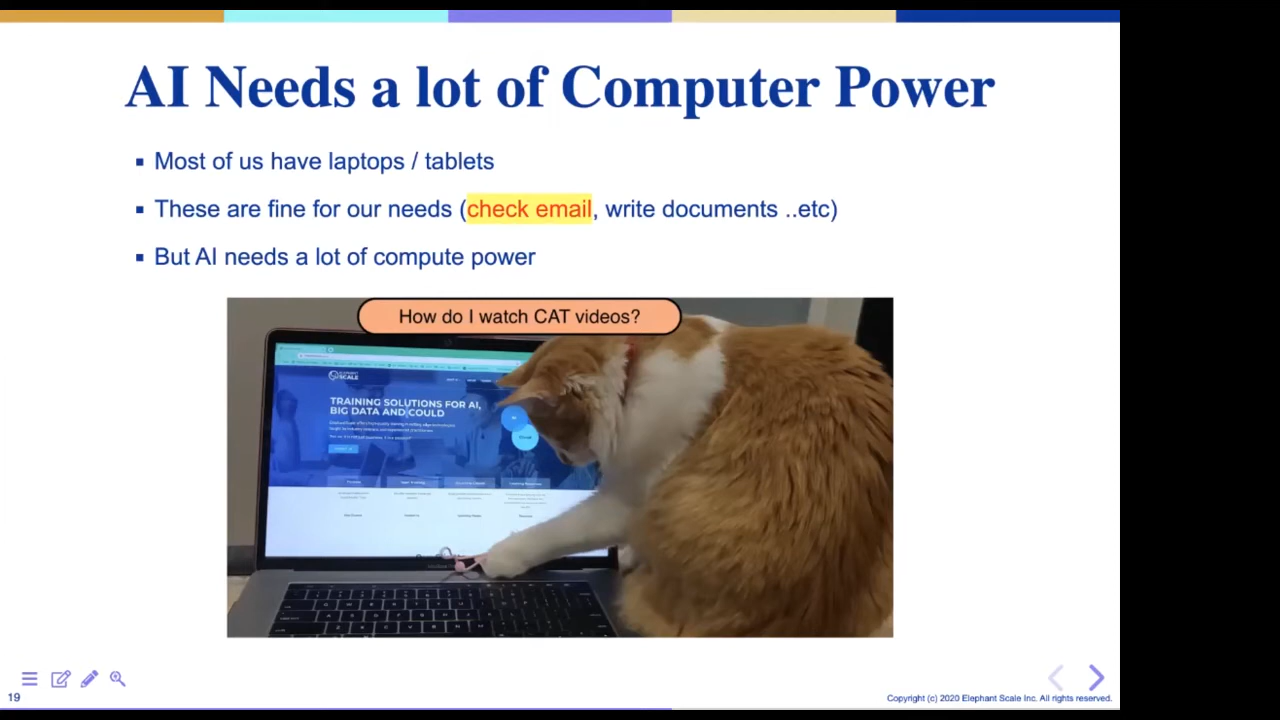 AI Needs a lot of Computer Power
Most of us have laptops / tablets
These are fine for our needs (check email, write documents ..etc)
But AI needs a lot of compute power
How do I watch CAT videos?
ELEPHANT
SCALE
TRAINING SOLUTIONS FOR AI,
BIG DATA AND COULD
19
Copyright (c) 2020 Elephant Scale Inc. All rights reserved.